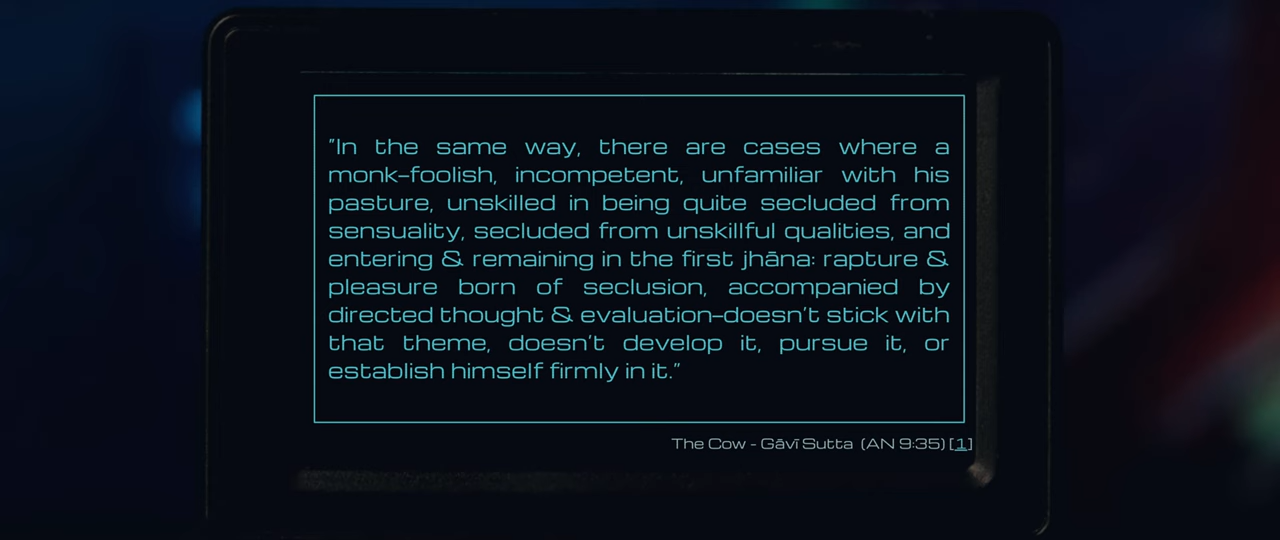 "In the same way, there are cases where a
monk–foolish, incompetent, unfamiliar with his
pasture, unskilled in being quite secluded from
sensuality, secluded from unskillful qualities, and
entering & remaining in the first jhāna: rapture &
pleasure born of seclusion, accompanied by
directed thought & evaluation–doesn't stick with
that theme, doesn't develop it, pursue it, or
establish himself firmly in it."
The Cow - Gāvī Sutta (AN 9:35) [1]